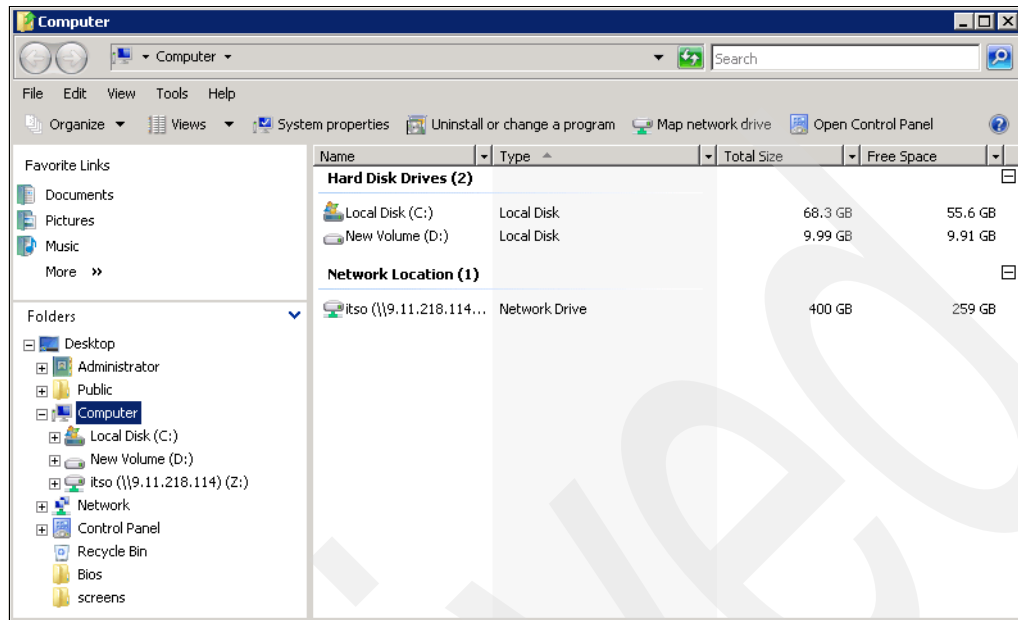 Computer
Computer
Search
File Edit View Tools Help
Organize Views System properties Uninstall or change a program Map network drive Open Control Panel
Favorite Links
Documents
Pictures
Music
More »
Folders
Desktop
Administrator
Public
Computer
Local Disk (C:)
New Volume (D:)
itso (\\9.11.218.114) (Z:)
Network
Control Panel
Recycle Bin
Bios
screens
Name Type Total Size Free Space
Hard Disk Drives (2)
Local Disk (C:) Local Disk 68.3 GB 55.6 GB
New Volume (D:) Local Disk 9.99 GB 9.91 GB
Network Location (1)
itso (\\9.11.218.114... Network Drive 400 GB 259 GB